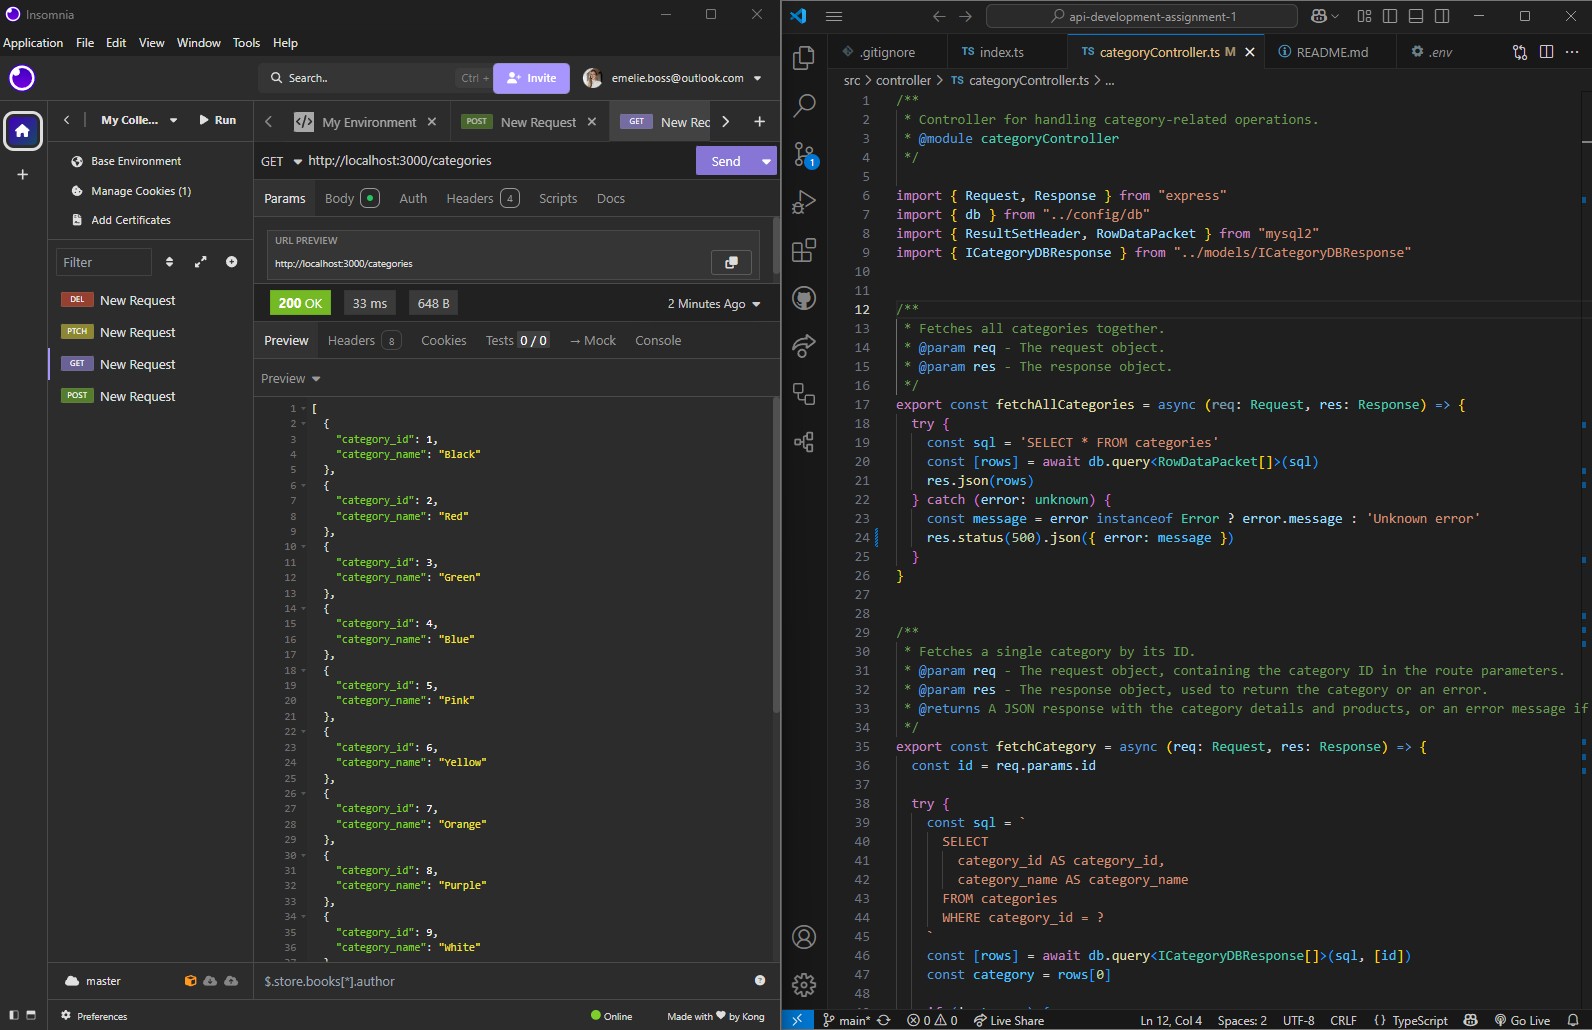 Insomnia
Application File Edit View Window Tools Help
Search.. Ctrl +
Invite
emelie.boss@outlook.com
My Colle... Run
Base Environment
Manage Cookies (1)
Add Certificates
Filter
DEL New Request
PTCH New Request
GET New Request
POST New Request
My Environment
POST New Request
GET New Rec
GET http://localhost:3000/categories
Send
Params Body Auth Headers 4 Scripts Docs
URL PREVIEW
http://localhost:3000/categories
200 OK 33 ms 648 B 2 Minutes Ago
Preview Headers 8 Cookies Tests 0 / 0 → Mock Console
Preview
1 [
2 {
3 "category_id": 1,
4 "category_name": "Black"
5 },
6 {
7 "category_id": 2,
8 "category_name": "Red"
9 },
10 {
11 "category_id": 3,
12 "category_name": "Green"
13 },
14 {
15 "category_id": 4,
16 "category_name": "Blue"
17 },
18 {
19 "category_id": 5,
20 "category_name": "Pink"
21 },
22 {
23 "category_id": 6,
24 "category_name": "Yellow"
25 },
26 {
27 "category_id": 7,
28 "category_name": "Orange"
29 },
30 {
31 "category_id": 8,
32 "category_name": "Purple"
33 },
34 {
35 "category_id": 9,
36 "category_name": "White"
master
$.store.books[*].author
Preferences
Online
Made with ♥ by Kong
api-development-assignment-1
.gitignore
TS index.ts
TS categoryController.ts M
README.md
.env
src > controller > TS categoryController.ts > ...
1
1 /**
2 * Controller for handling category-related operations.
3 * @module categoryController
4 */
5
6 import { Request, Response } from "express"
7 import { db } from "../config/db"
8 import { ResultSetHeader, RowDataPacket } from "mysql2"
9 import { ICategoryDBResponse } from "../models/ICategoryDBResponse"
10
11
12 /**
13 * Fetches all categories together.
14 * @param req - The request object.
15 * @param res - The response object.
16 */
17 export const fetchAllCategories = async (req: Request, res: Response) => {
18 try {
19 const sql = 'SELECT * FROM categories'
20 const [rows] = await db.query<RowDataPacket[]>(sql)
21 res.json(rows)
22 } catch (error: unknown) {
23 const message = error instanceof Error ? error.message : 'Unknown error'
24 res.status(500).json({ error: message })
25 }
26 }
27
28
29 /**
30 * Fetches a single category by its ID.
31 * @param req - The request object, containing the category ID in the route parameters.
32 * @param res - The response object, used to return the category or an error.
33 * @returns A JSON response with the category details and products, or an error message if
34 */
35 export const fetchCategory = async (req: Request, res: Response) => {
36 const id = req.params.id
37
38 try {
39 const sql = `
40 SELECT
41 category_id AS category_id,
42 category_name AS category_name
43 FROM categories
44 WHERE category_id = ?
45 `
46 const [rows] = await db.query<ICategoryDBResponse[]>(sql, [id])
47 const category = rows[0]
48
main* 0 0 Live Share Ln 12, Col 4 Spaces: 2 UTF-8 CRLF { } TypeScript Go Live